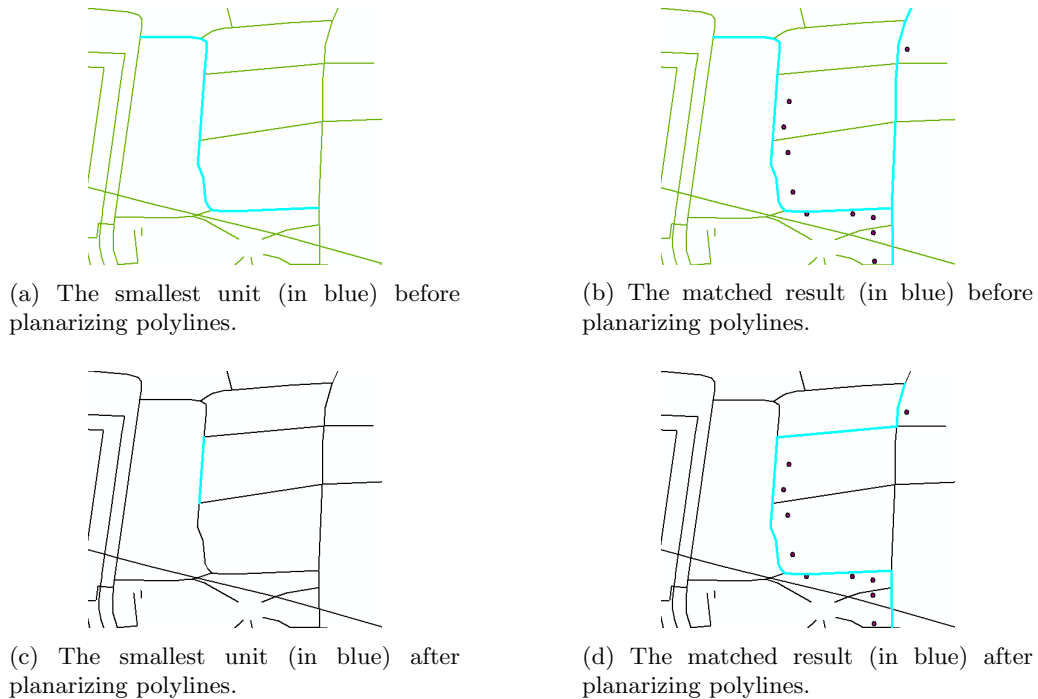 (a) The smallest unit (in blue) before
planarizing polylines.
(b) The matched result (in blue) before
planarizing polylines.
(c) The smallest unit (in blue) after
planarizing polylines.
(d) The matched result (in blue) after
planarizing polylines.